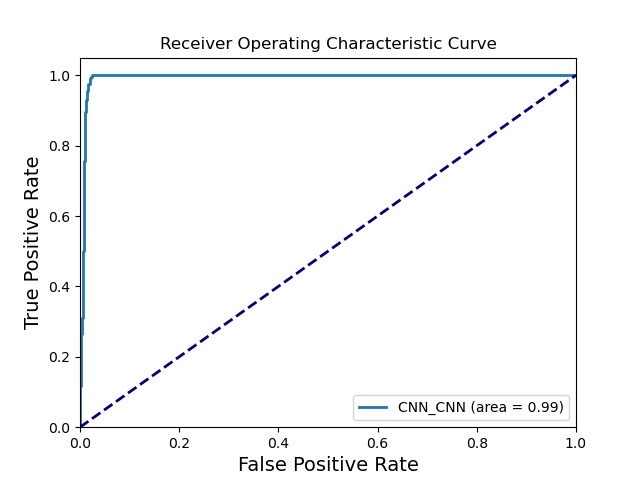 Receiver Operating Characteristic Curve
True Positive Rate
1.0
0.8
0.6
0.4
0.2
0.0
CNN_CNN (area = 0.99)
0.0 0.2 0.4 0.6 0.8 1.0
False Positive Rate